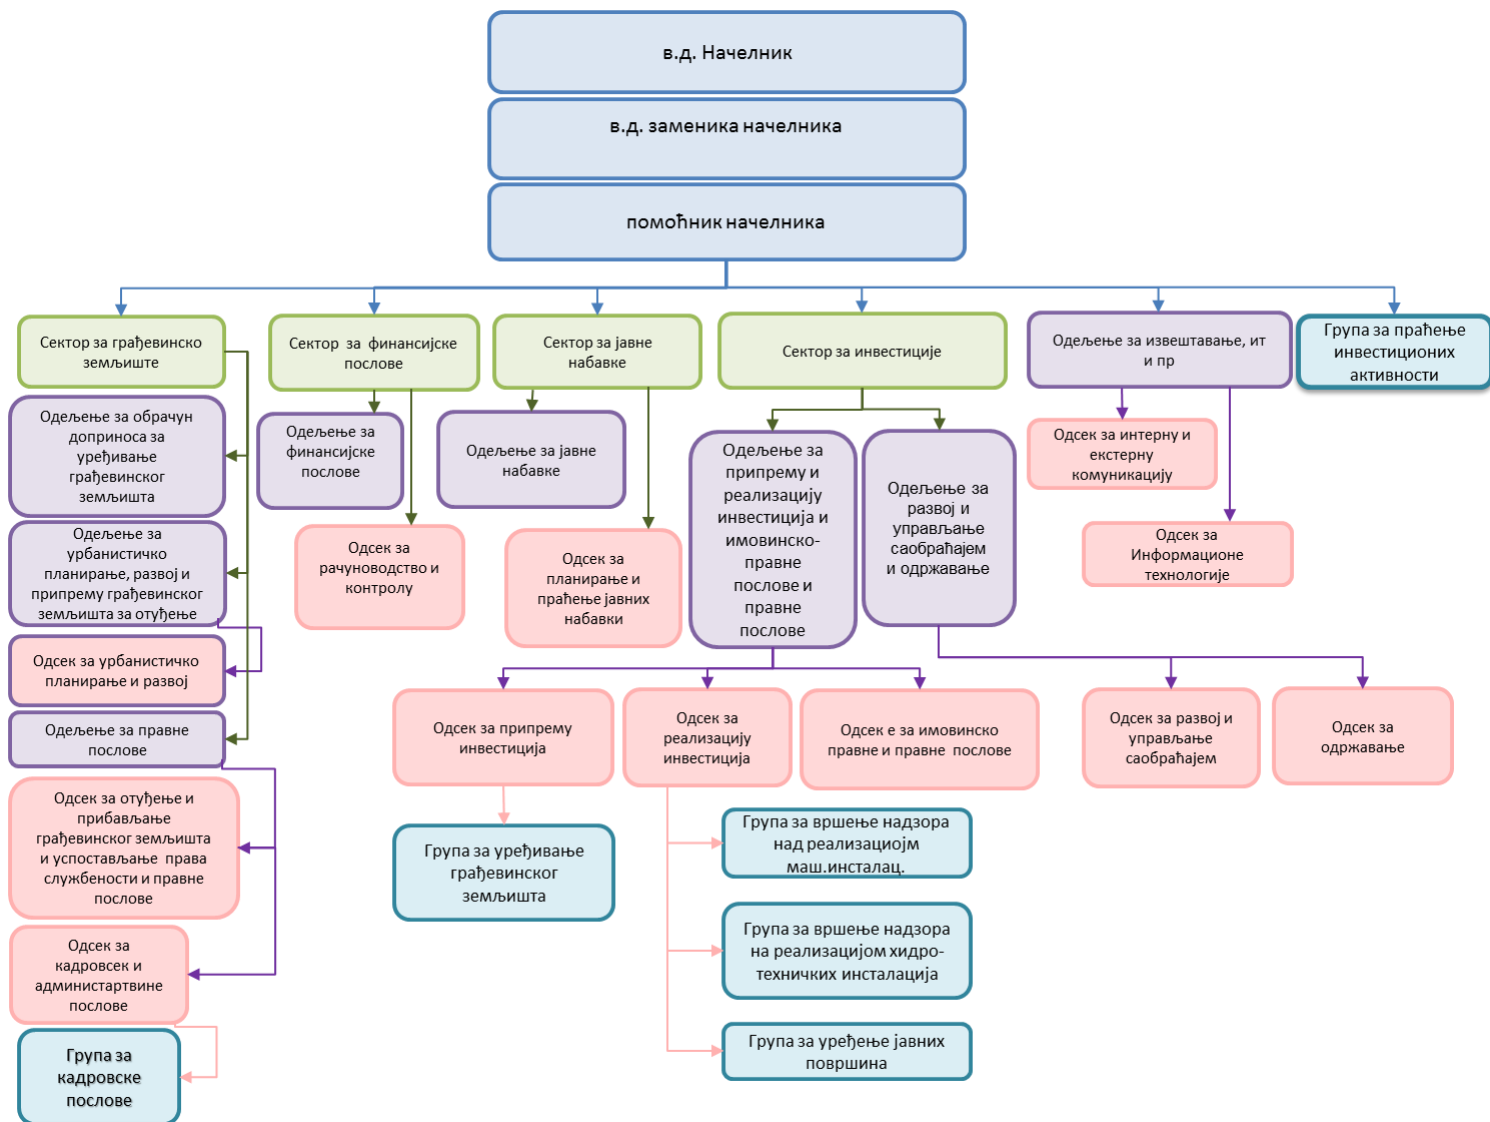 в.д. Начелник
в.д. заменика начелника
помоћник начелника
Сектор за грађевинско
земљиште
Сектор за финансијске
послове
Сектор за јавне
набавке
Сектор за инвестиције
Одељење за извештавање, ит
и пр
Група за праћење
инвестиционих
активности
Одељење за обрачун
доприноса за
уређивање
грађевинског
земљишта
Одељење за
урбанистичко
планирање, развој и
припрему грађевинског
земљишта за отуђење
Одсек за урбанистичко
планирање и развој
Одељење за правне
послове
Одсек за отуђење и
прибављање
грађевинског земљишта
и успостављање права
службености и правне
послове
Одсек за
кадровсек и
администартвине
послове
Група за
кадровске
послове
Одељење за
финансијске
послове
Одсек за
рачуноводство и
контролу
Одељење за јавне
набавке
Одсек за
планирање и
праћење јавних
набавки
Одељење за
припрему и
реализацију
инвестиција и
имовинско-
правне
послове и
правне
послове
Одељење за
развој и
управљање
саобраћајем
и одржавање
Одсек за интерну и
екстерну
комуникацију
Одсек за
Информационе
технологије
Одсек за припрему
инвестиција
Одсек за
реализацију
инвестиција
Одсек е за имовинско
правне и правне послове
Одсек за развој и
управљање
саобраћајем
Одсек за
одржавање
Група за уређивање
грађевинског
земљишта
Група за вршење надзора
над реализациојм
маш.инсталац.
Група за вршење надзора
на реализацијом хидро-
техничких инсталација
Група за уређење јавних
површина